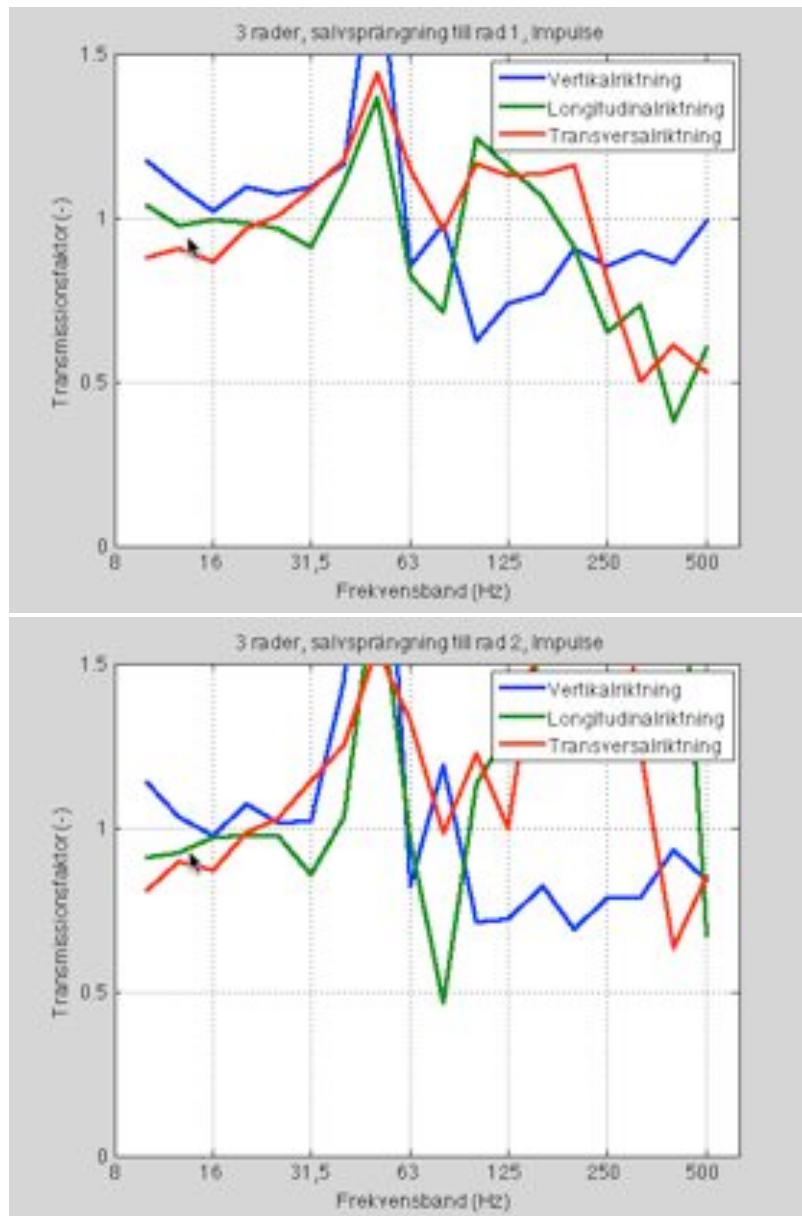 3 rader, salvsprängning till rad 1, Impulse
1.5
Vertikalriktning
Longitudinalriktning
Transversalriktning
1
Transmissionsfaktor (-)
0.5
0
8 16 31,5 63 125 250 500
Frekvensband (Hz)
3 rader, salvsprängning till rad 2, Impulse
1.5
Vertikalriktning
Longitudinalriktning
Transversalriktning
1
Transmissionsfaktor (-)
0.5
0
8 16 31,5 63 125 250 500
Frekvensband (Hz)